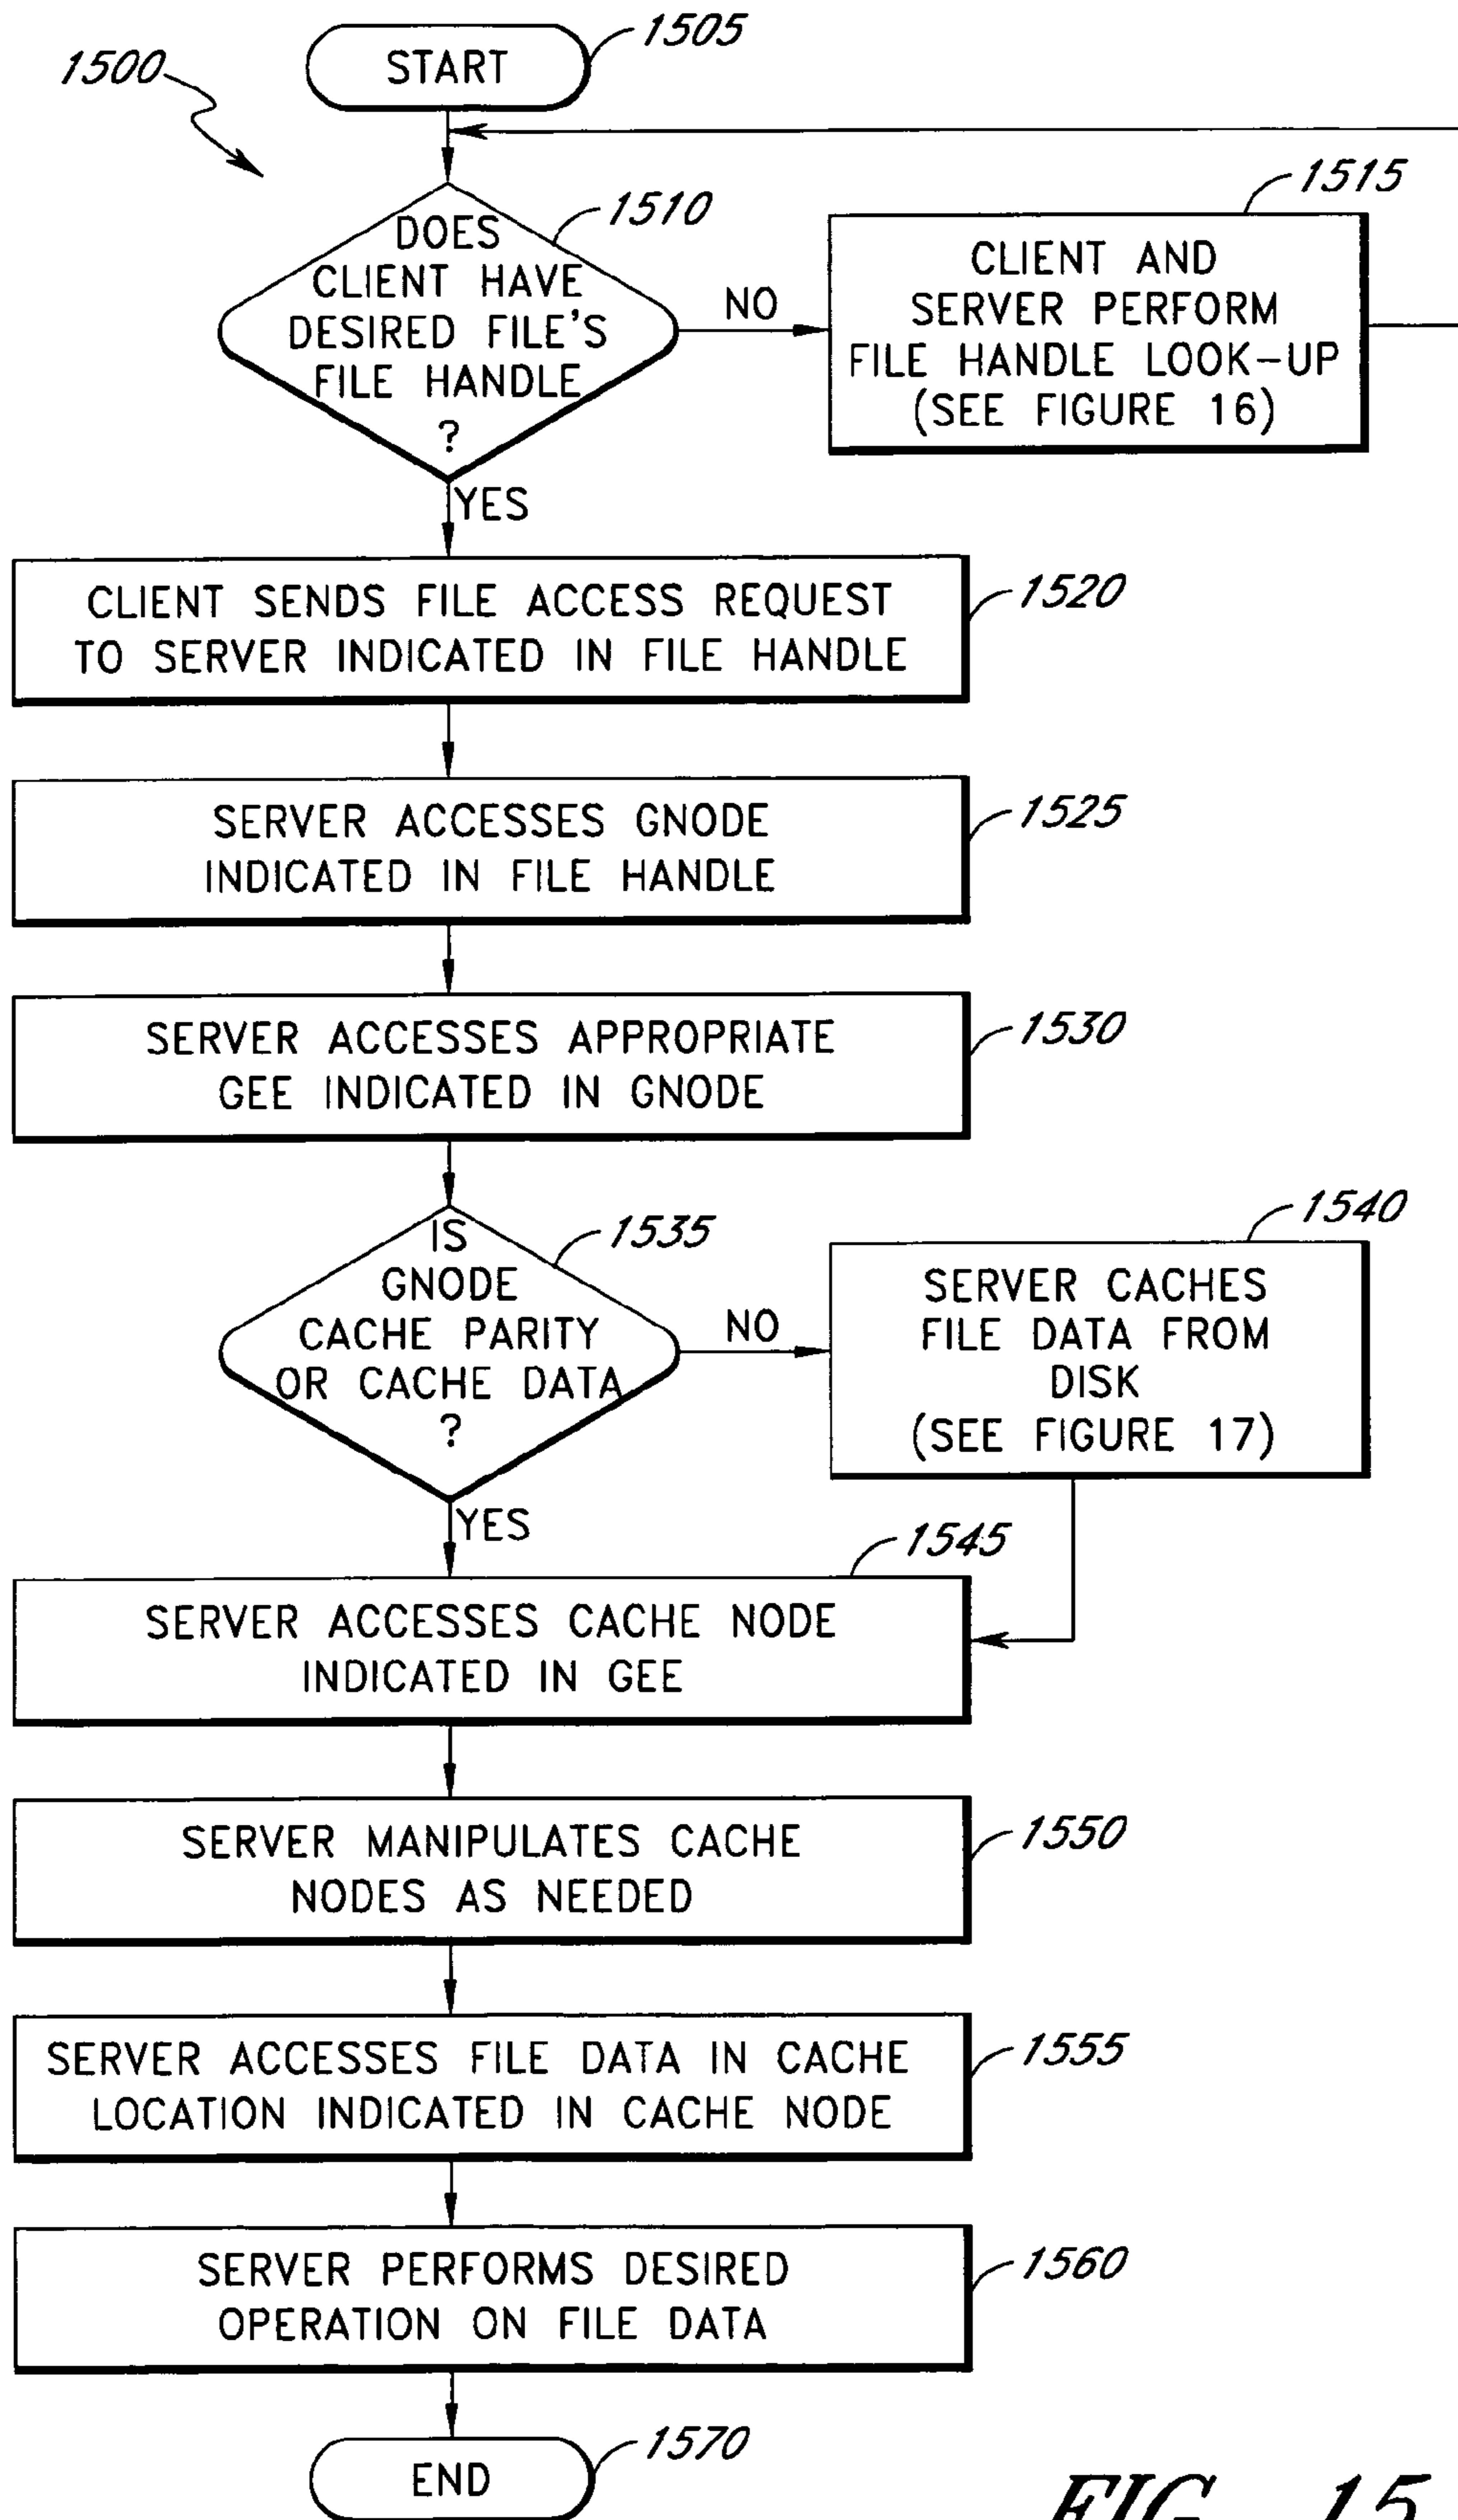 1500
START
1505
DOES
CLIENT HAVE
DESIRED FILE'S
FILE HANDLE
?
1510
NO
CLIENT AND
SERVER PERFORM
FILE HANDLE LOOK-UP
(SEE FIGURE 16)
1515
YES
CLIENT SENDS FILE ACCESS REQUEST
TO SERVER INDICATED IN FILE HANDLE
1520
SERVER ACCESSES GNODE
INDICATED IN FILE HANDLE
1525
SERVER ACCESSES APPROPRIATE
GEE INDICATED IN GNODE
1530
IS
GNODE
CACHE PARITY
OR CACHE DATA
?
1535
NO
SERVER CACHES
FILE DATA FROM
DISK
(SEE FIGURE 17)
1540
YES
SERVER ACCESSES CACHE NODE
INDICATED IN GEE
1545
SERVER MANIPULATES CACHE
NODES AS NEEDED
1550
SERVER ACCESSES FILE DATA IN CACHE
LOCATION INDICATED IN CACHE NODE
1555
SERVER PERFORMS DESIRED
OPERATION ON FILE DATA
1560
END
1570
FIG. 15